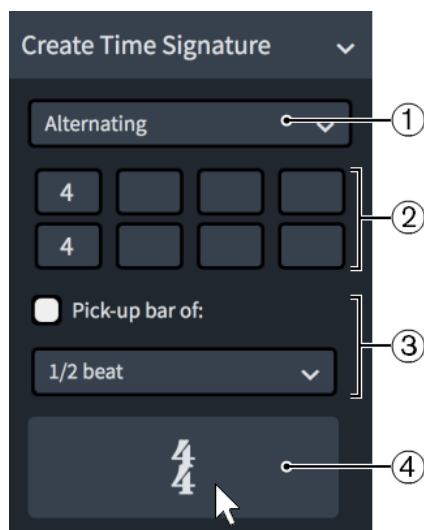 Create Time Signature
Alternating
①
4
4
②
Pick-up bar of:
1/2 beat
③
4
4
④